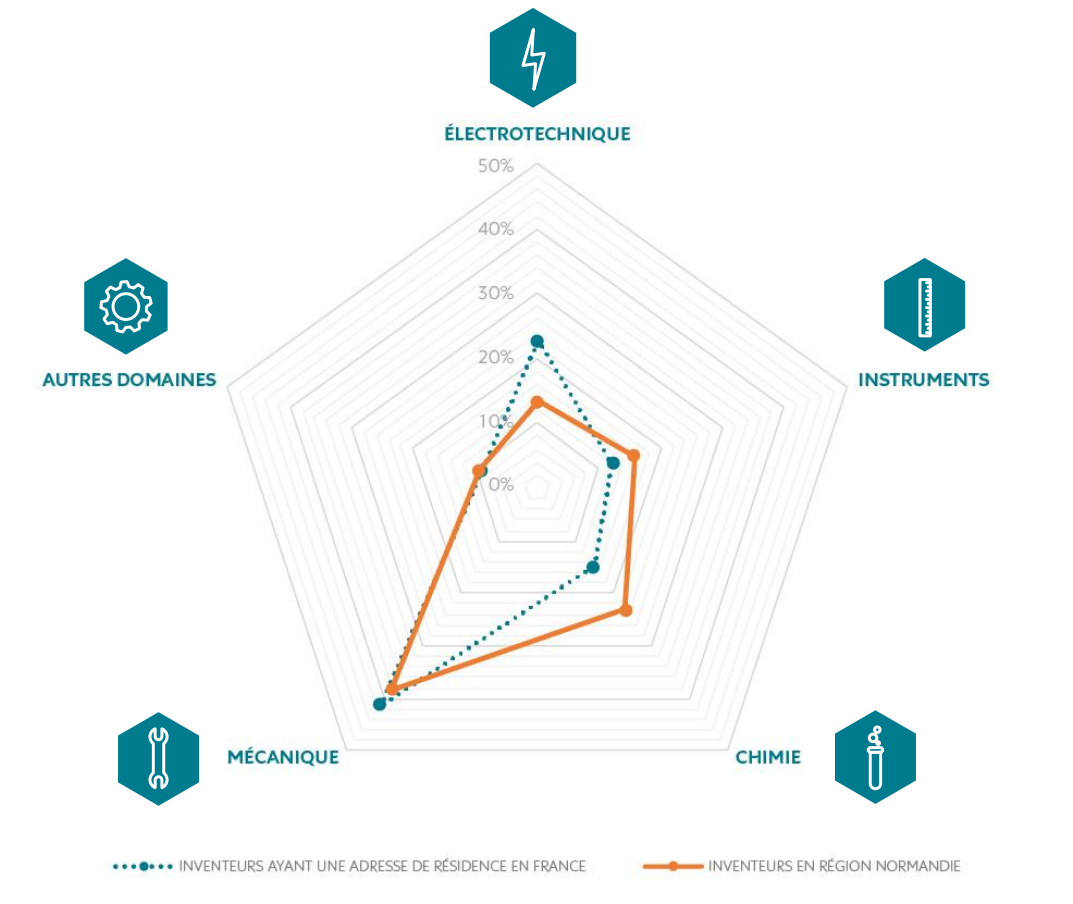 ÉLECTROTECHNIQUE
50%
40%
30%
20%
10%
0%
AUTRES DOMAINES
INSTRUMENTS
MÉCANIQUE
CHIMIE
INVENTEURS AYANT UNE ADRESSE DE RÉSIDENCE EN FRANCE
INVENTEURS EN RÉGION NORMANDIE